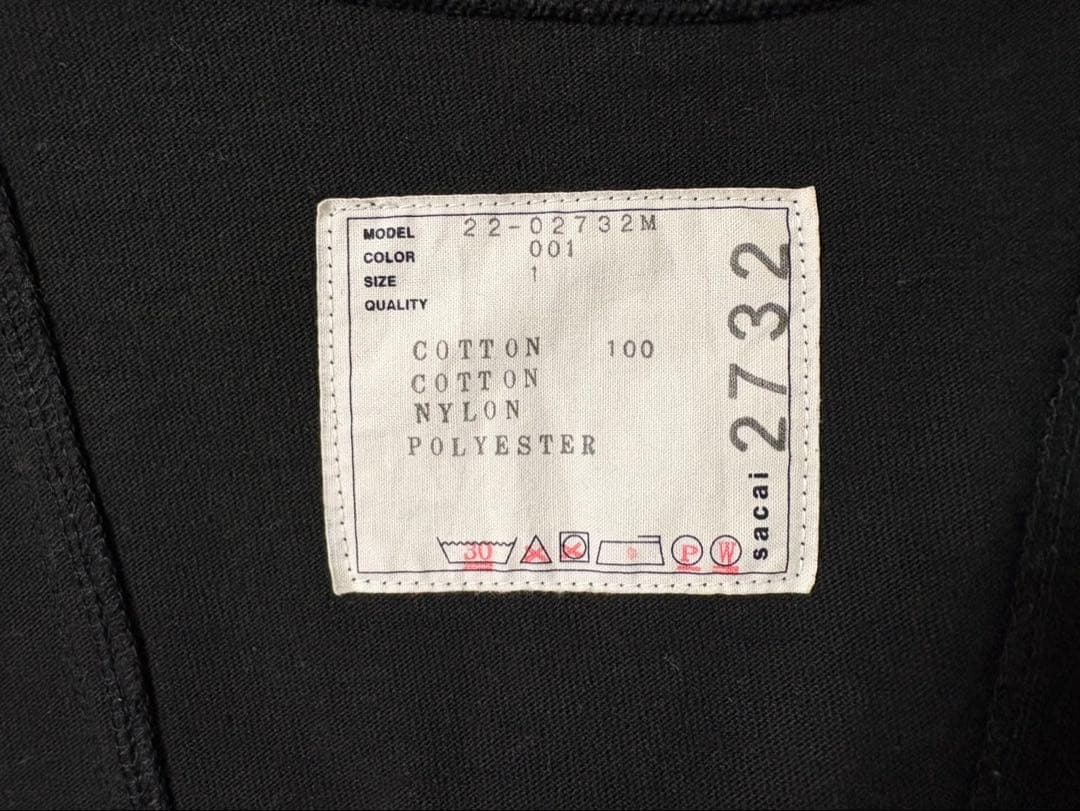 MODEL 22-02732M
COLOR 001
SIZE 1
QUALITY
COTTON 100
COTTON
NYLON
POLYESTER
30 P W
sacai 2732